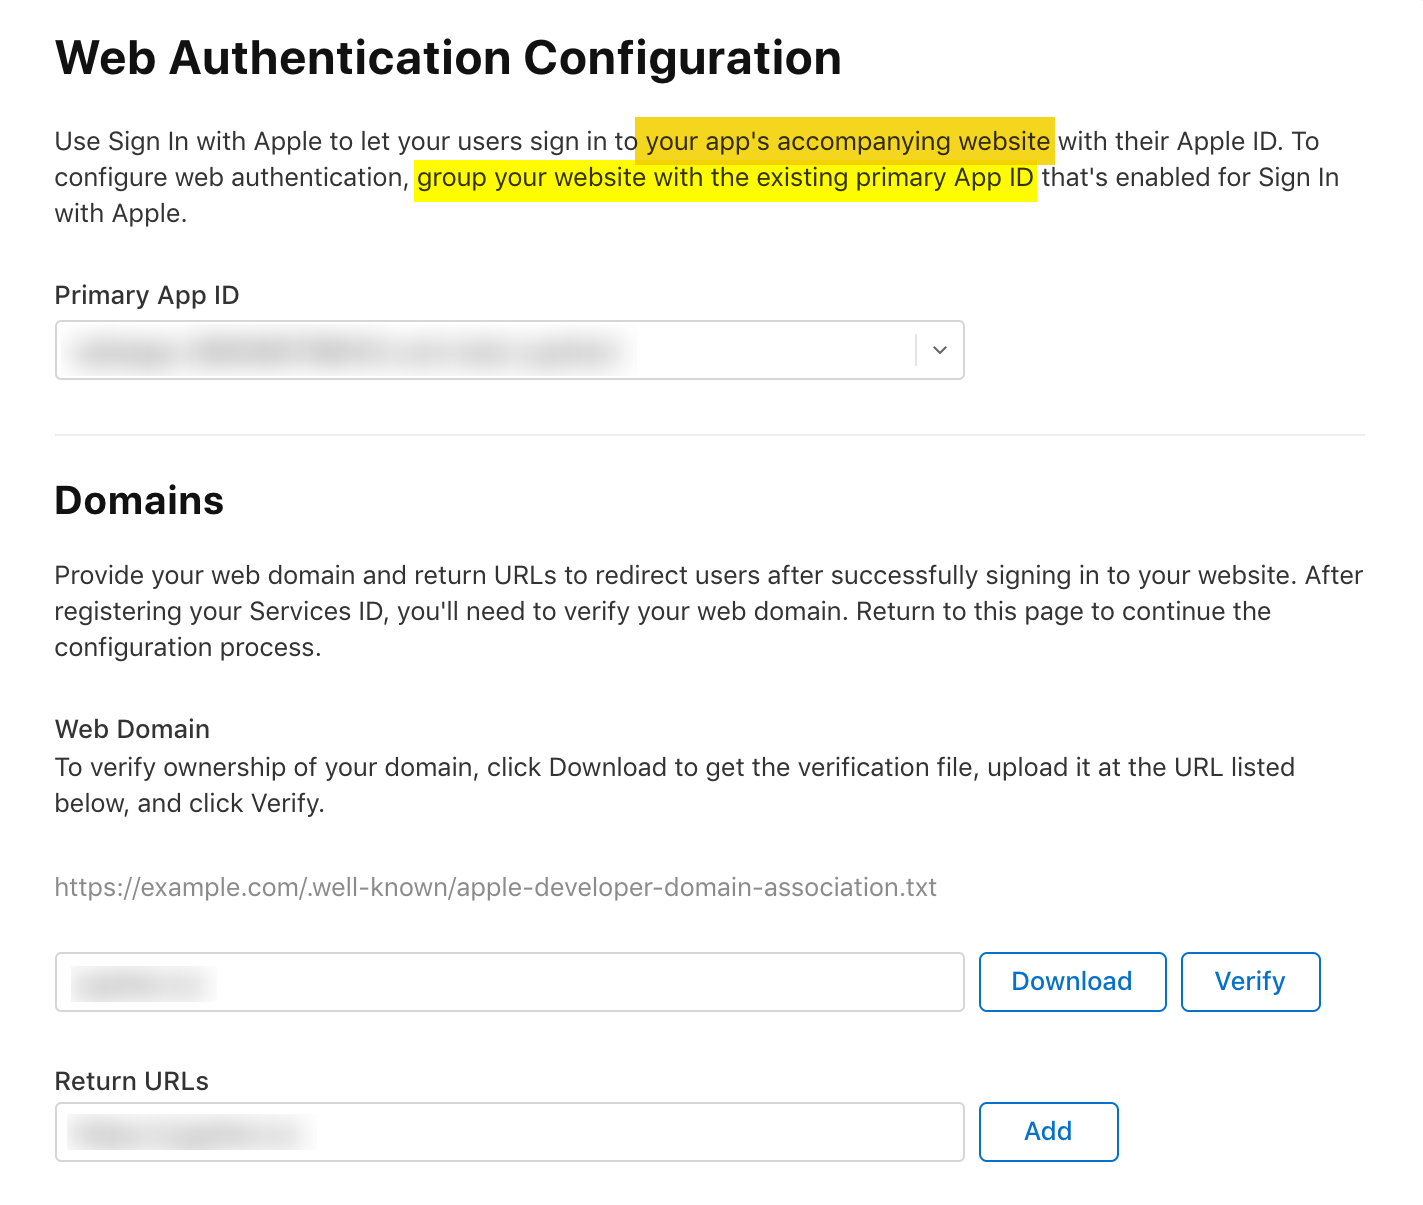 Web Authentication Configuration
Use Sign In with Apple to let your users sign in to your app's accompanying website with their Apple ID. To
configure web authentication, group your website with the existing primary App ID that's enabled for Sign In
with Apple.
Primary App ID
Domains
Provide your web domain and return URLs to redirect users after successfully signing in to your website. After
registering your Services ID, you'll need to verify your web domain. Return to this page to continue the
configuration process.
Web Domain
To verify ownership of your domain, click Download to get the verification file, upload it at the URL listed
below, and click Verify.
https://example.com/.well-known/apple-developer-domain-association.txt
Download Verify
Return URLs
Add